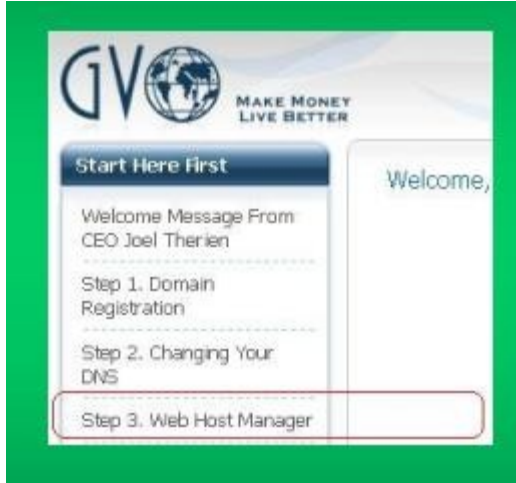 GVO
MAKE MONEY
LIVE BETTER
Start Here First
Welcome,
Welcome Message From
CEO Joel Therien
Step 1. Domain
Registration
Step 2. Changing Your
DNS
Step 3. Web Host Manager